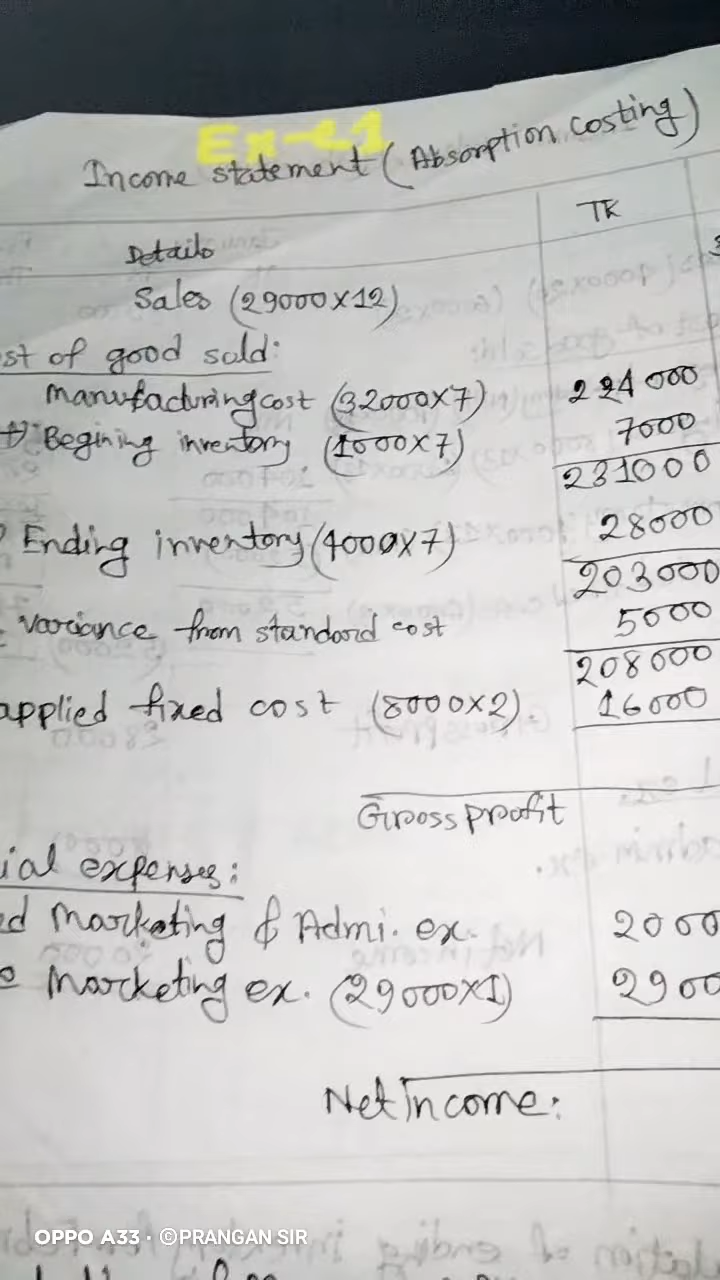 Ex-21
Income statement (Absorption costing)
Details TK
Sales (29000x12)
st of good sold:
Manufacturing cost (32000x7) 224000
Begining inventory (1000x7) 7000
231000
Ending inventory (4000x7) 28000
203000
variance from standard cost 5000
208000
applied fixed cost (8000x2) 16000
Gross profit
ial expenses:
ed Marketing & Admi. ex. 2000
e Marketing ex. (29000x1) 2900
Net Income:
OPPO A33 · ©PRANGAN SIR